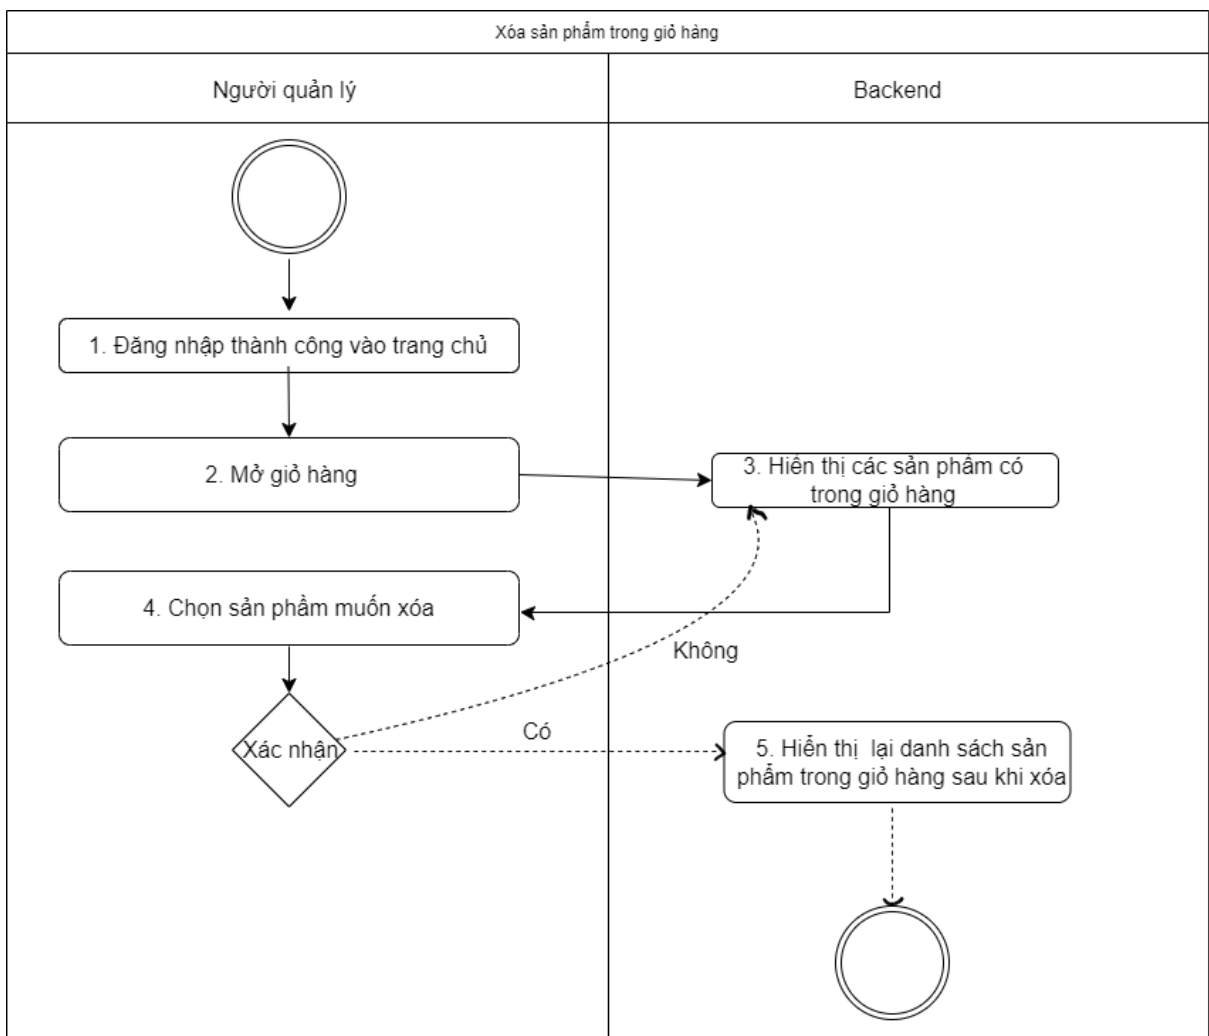 Xóa sản phẩm trong giỏ hàng
Người quản lý
Backend
1. Đăng nhập thành công vào trang chủ
2. Mở giỏ hàng
3. Hiển thị các sản phẩm có
trong giỏ hàng
4. Chọn sản phầm muốn xóa
Không
Có
Xác nhận
5. Hiển thị lại danh sách sản
phẩm trong giỏ hàng sau khi xóa